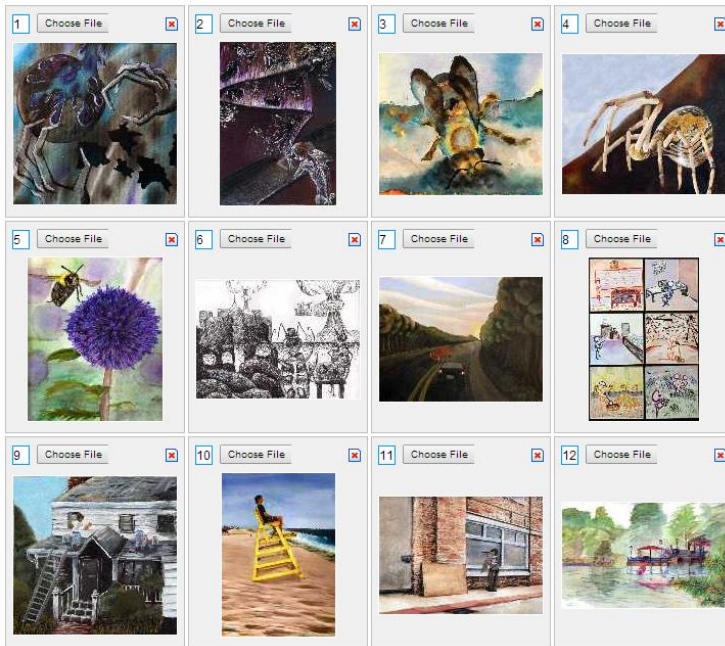 1 Choose File
2 Choose File
3 Choose File
4 Choose File
5 Choose File
6 Choose File
7 Choose File
8 Choose File
9 Choose File
10 Choose File
11 Choose File
12 Choose File